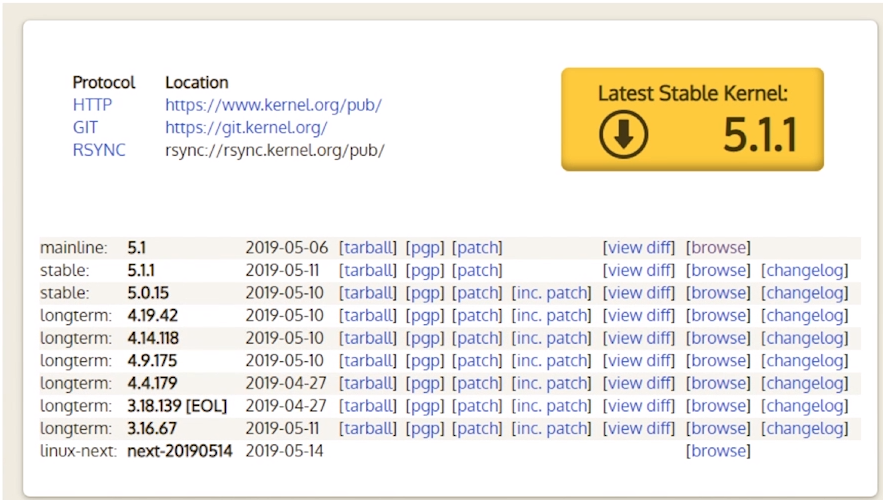 Protocol Location
HTTP https://www.kernel.org/pub/
GIT https://git.kernel.org/
RSYNC rsync://rsync.kernel.org/pub/
Latest Stable Kernel:
5.1.1
mainline: 5.1 2019-05-06 [tarball] [pgp] [patch] [view diff] [browse]
stable: 5.1.1 2019-05-11 [tarball] [pgp] [patch] [view diff] [browse] [changelog]
stable: 5.0.15 2019-05-10 [tarball] [pgp] [patch] [inc. patch] [view diff] [browse] [changelog]
longterm: 4.19.42 2019-05-10 [tarball] [pgp] [patch] [inc. patch] [view diff] [browse] [changelog]
longterm: 4.14.118 2019-05-10 [tarball] [pgp] [patch] [inc. patch] [view diff] [browse] [changelog]
longterm: 4.9.175 2019-05-10 [tarball] [pgp] [patch] [inc. patch] [view diff] [browse] [changelog]
longterm: 4.4.179 2019-04-27 [tarball] [pgp] [patch] [inc. patch] [view diff] [browse] [changelog]
longterm: 3.18.139 [EOL] 2019-04-27 [tarball] [pgp] [patch] [inc. patch] [view diff] [browse] [changelog]
longterm: 3.16.67 2019-05-11 [tarball] [pgp] [patch] [inc. patch] [view diff] [browse] [changelog]
linux-next: next-20190514 2019-05-14 [browse]